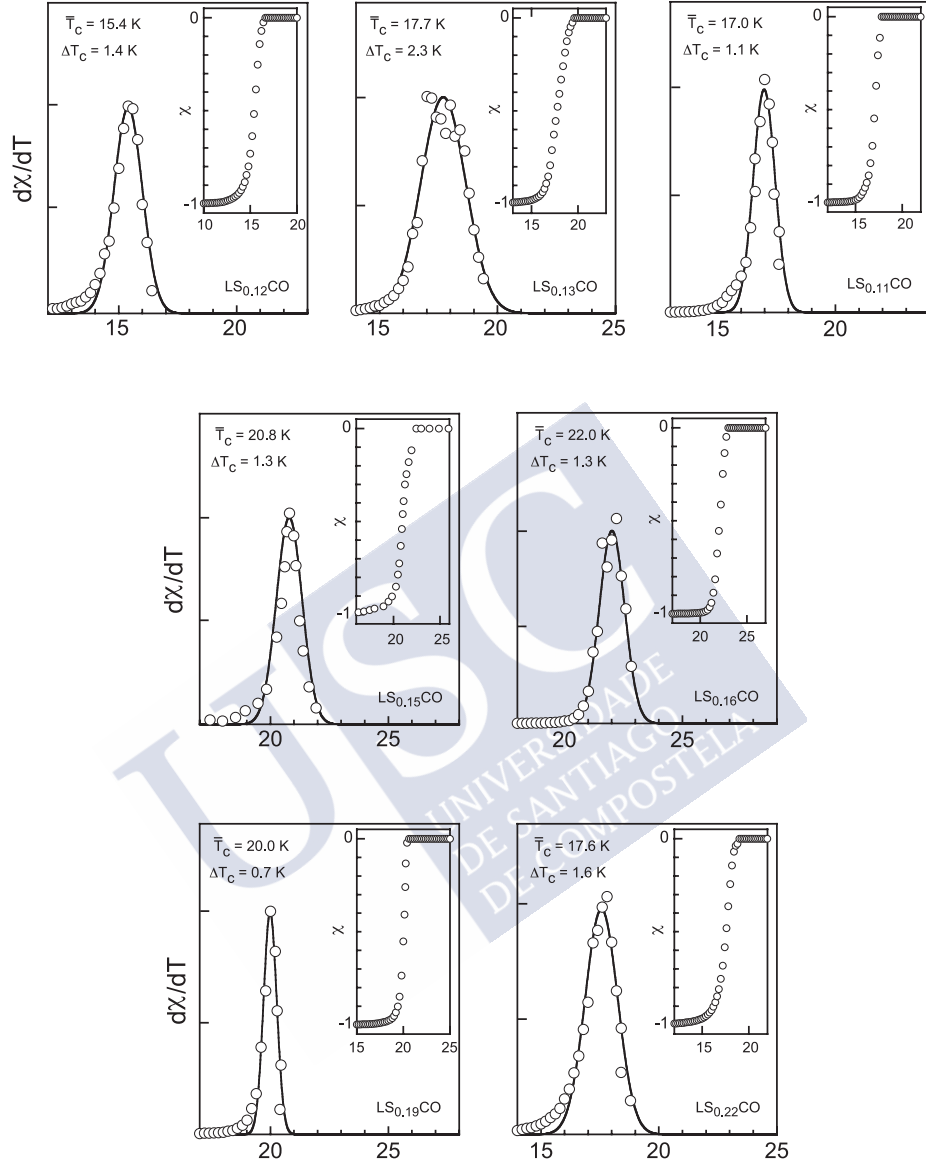 T̅c = 15.4 K
ΔTc = 1.4 K
0
χ
-1
10 15 20
LS0.12CO
dχ/dT
15 20
T̅c = 17.7 K
ΔTc = 2.3 K
0
χ
-1
15 20
LS0.13CO
15 20 25
T̅c = 17.0 K
ΔTc = 1.1 K
0
χ
-1
15 20
LS0.11CO
15 20
T̅c = 20.8 K
ΔTc = 1.3 K
0
χ
-1
20 25
LS0.15CO
dχ/dT
20 25
T̅c = 22.0 K
ΔTc = 1.3 K
0
χ
-1
20 25
LS0.16CO
20 25
USC
UNIVERSIDADE
DE SANTIAGO
DE COMPOSTELA
T̅c = 20.0 K
ΔTc = 0.7 K
0
χ
-1
15 20 25
LS0.19CO
dχ/dT
20 25
T̅c = 17.6 K
ΔTc = 1.6 K
0
χ
-1
15 20
LS0.22CO
15 20 25